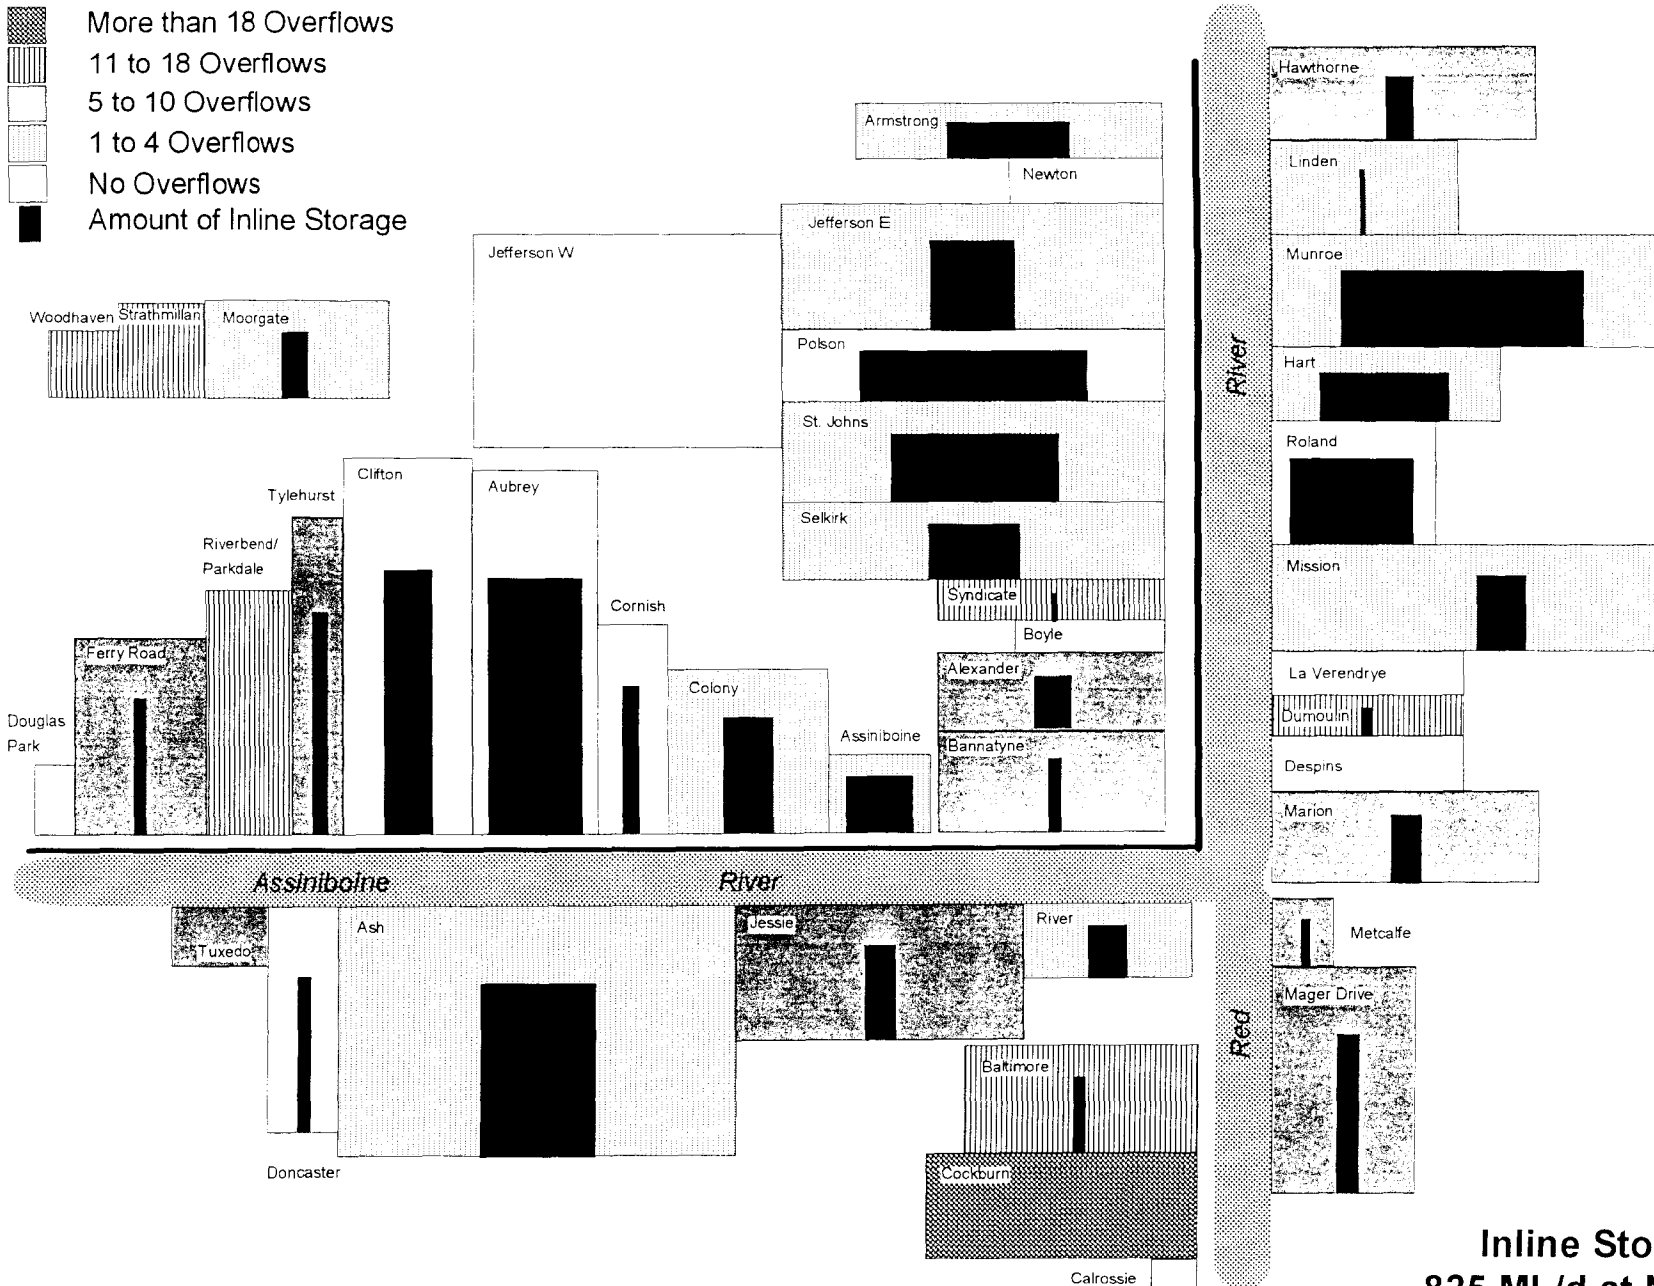 More than 18 Overflows
11 to 18 Overflows
5 to 10 Overflows
1 to 4 Overflows
No Overflows
Amount of Inline Storage
Woodhaven
Strathmillan
Moorgate
Jefferson W
Armstrong
Newton
Jefferson E
Polson
St. Johns
Selkirk
Syndicate
Boyle
Alexander
Bannatyne
Clifton
Aubrey
Tylehurst
Riverbend/
Parkdale
Cornish
Ferry Road
Colony
Douglas
Park
Assiniboine
Assiniboine River
River
Red
Hawthorne
Linden
Munroe
Hart
Roland
Mission
La Verendrye
Dumoulin
Despins
Marion
Metcalfe
Mager Drive
Tuxedo
Ash
Jessie
River
Doncaster
Baltimore
Cockburn
Calrossie
Inline Sto